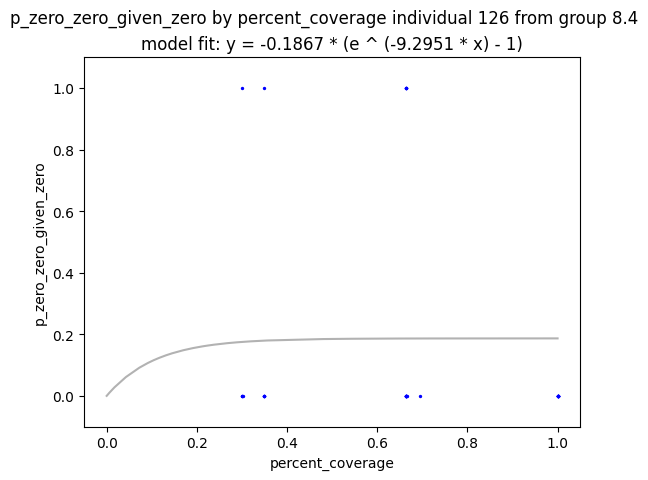 p_zero_zero_given_zero by percent_coverage individual 126 from group 8.4
model fit: y = -0.1867 * (e ^ (-9.2951 * x) - 1)
1.0
0.8
0.6
0.4
0.2
0.0
p_zero_zero_given_zero
0.0 0.2 0.4 0.6 0.8 1.0
percent_coverage